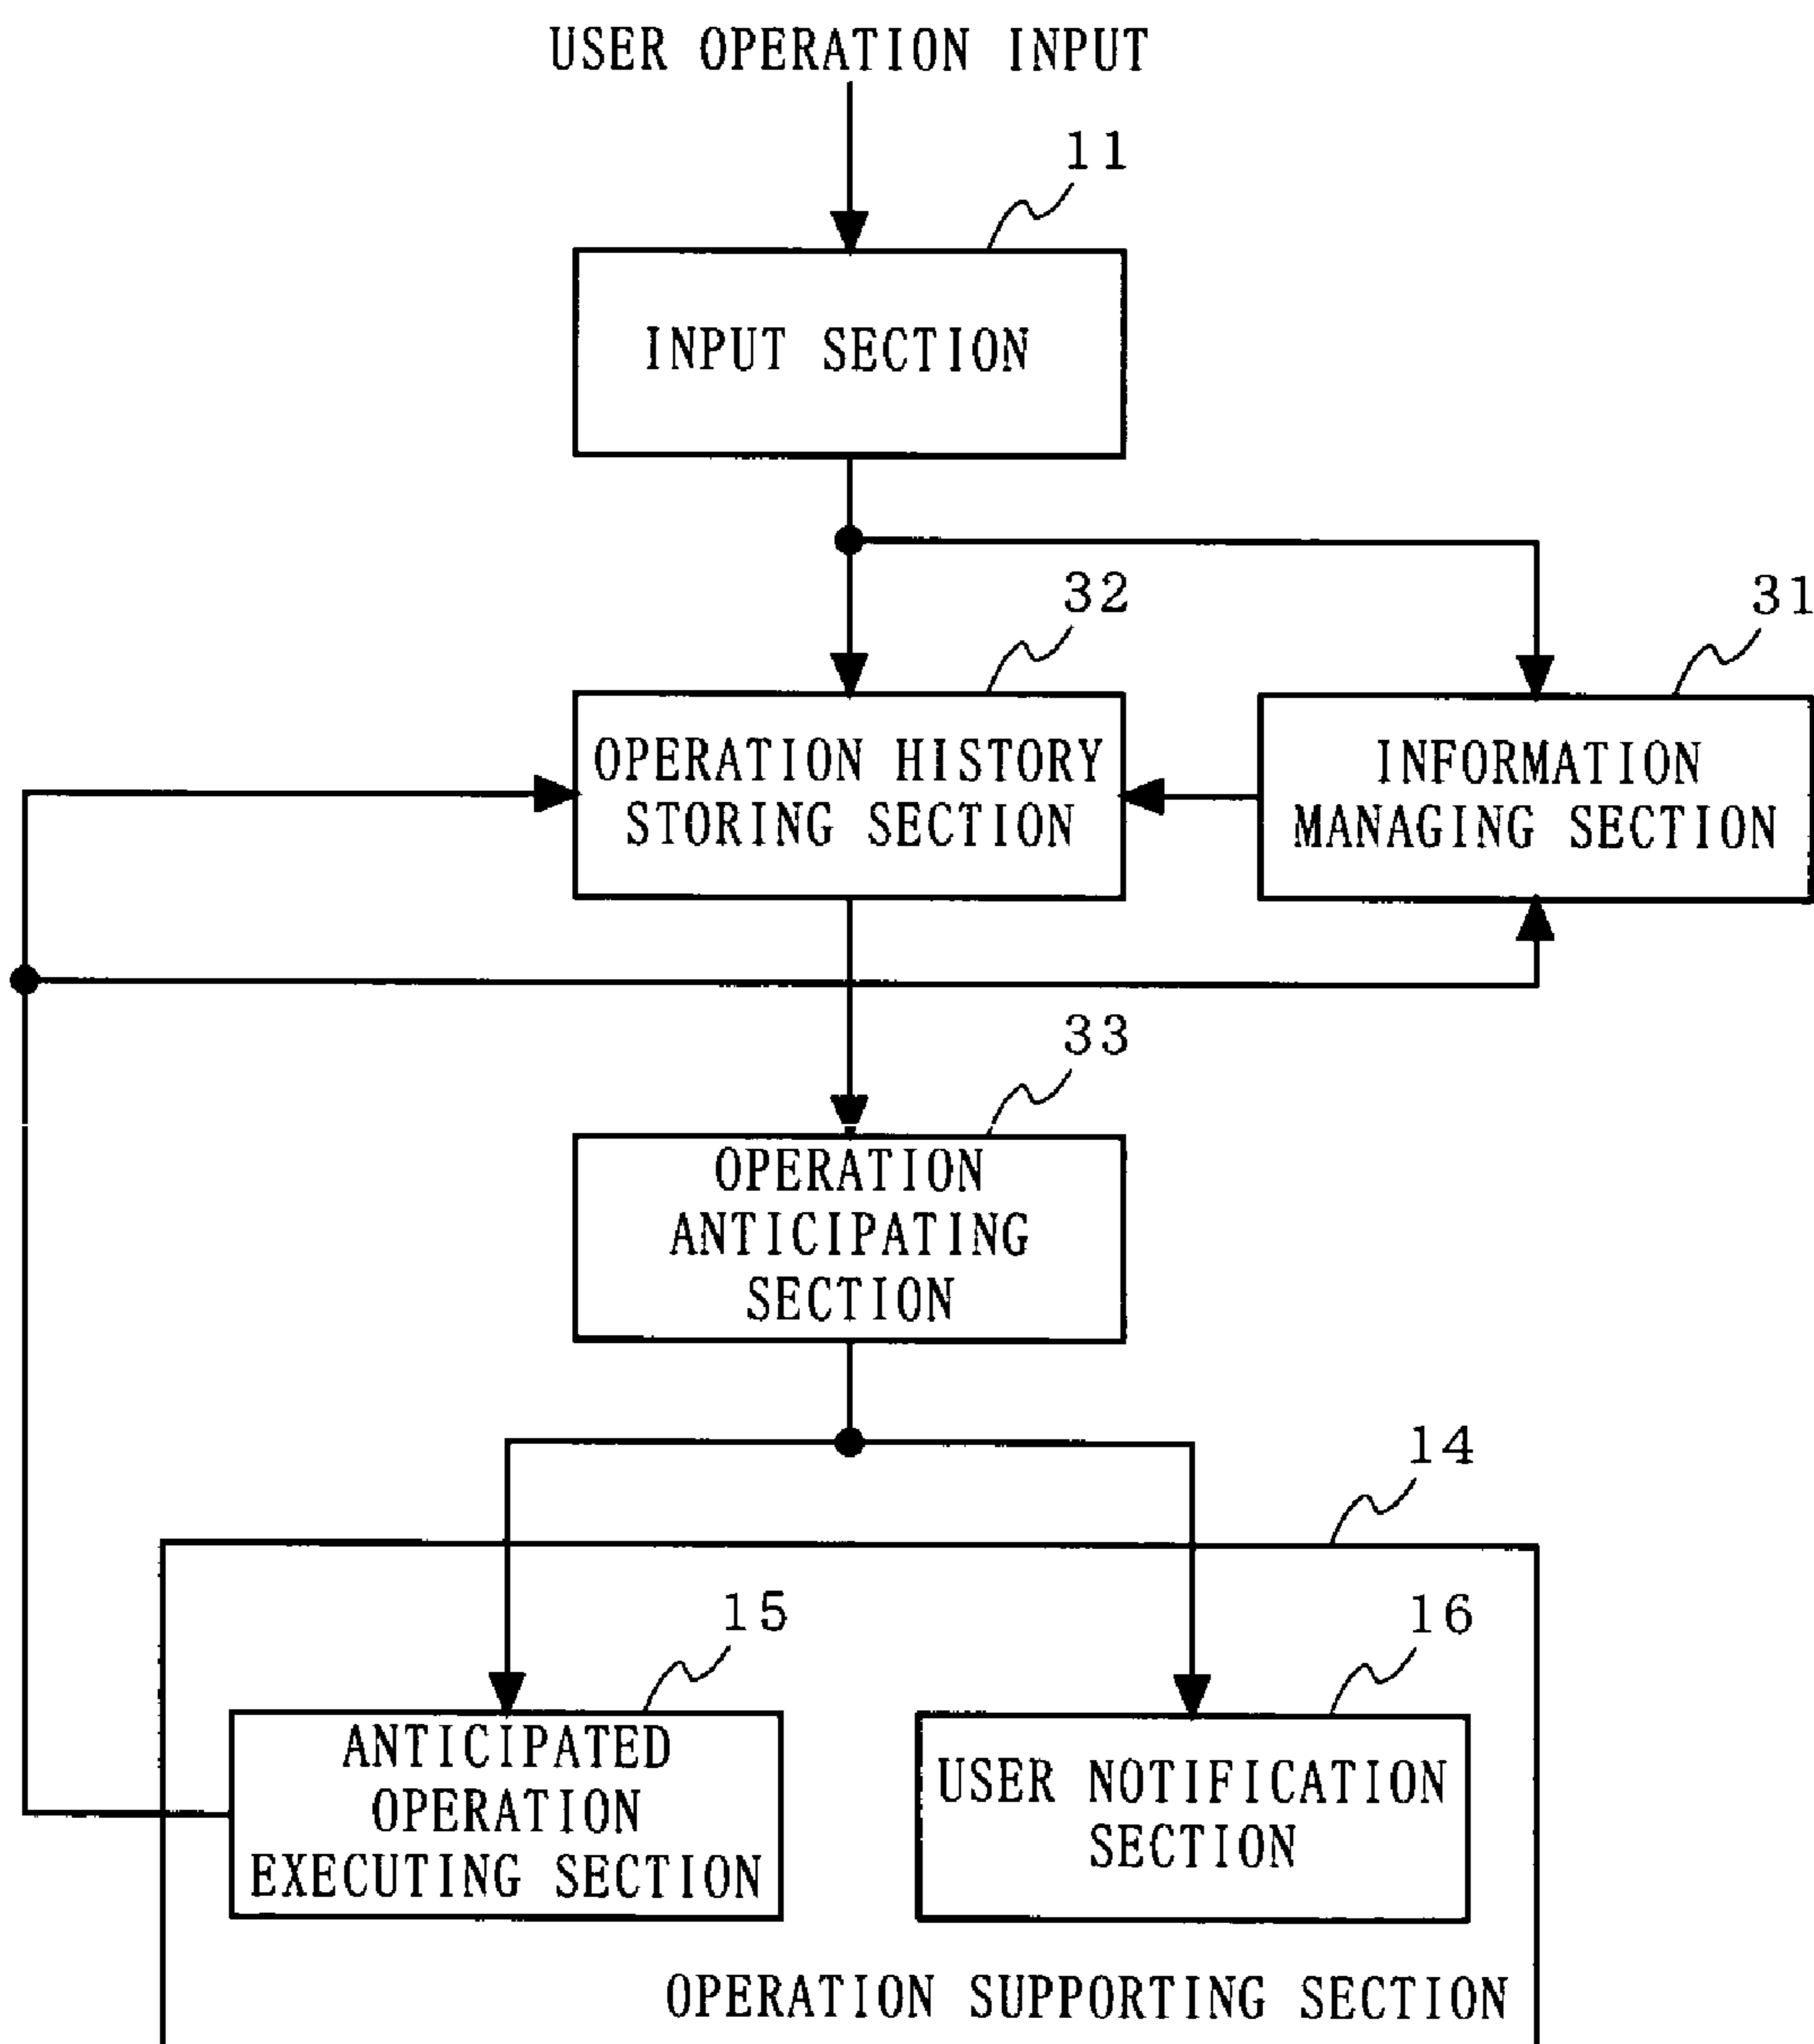 USER OPERATION INPUT
11
INPUT SECTION
32
31
OPERATION HISTORY
STORING SECTION
INFORMATION
MANAGING SECTION
33
OPERATION
ANTICIPATING
SECTION
14
15
16
ANTICIPATED
OPERATION
EXECUTING SECTION
USER NOTIFICATION
SECTION
OPERATION SUPPORTING SECTION